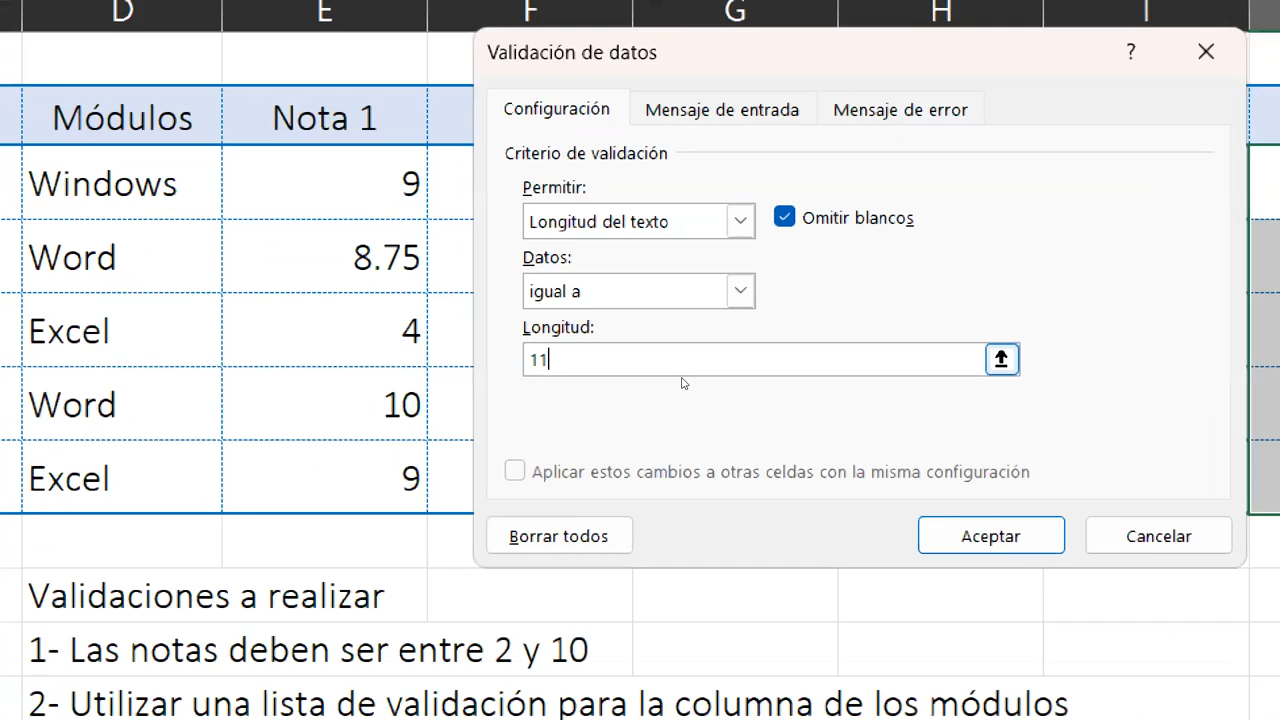 D E F G H I
Validación de datos ? ×
Configuración Mensaje de entrada Mensaje de error
Módulos Nota 1
Criterio de validación
Permitir:
Windows 9
Longitud del texto Omitir blancos
Datos:
Word 8.75
igual a
Longitud:
Excel 4
11
Word 10
Aplicar estos cambios a otras celdas con la misma configuración
Excel 9
Borrar todos Aceptar Cancelar
Validaciones a realizar
1- Las notas deben ser entre 2 y 10
2- Utilizar una lista de validación para la columna de los módulos